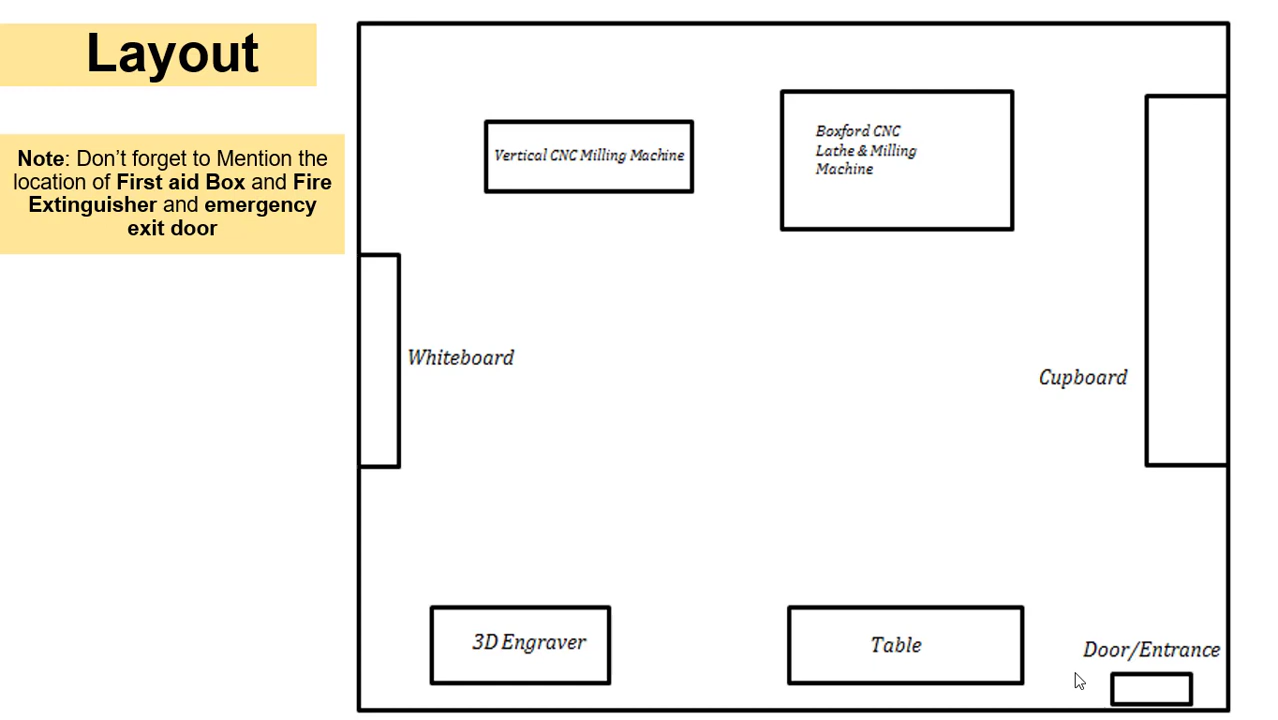 Layout
Note: Don’t forget to Mention the
location of First aid Box and Fire
Extinguisher and emergency
exit door
Vertical CNC Milling Machine
Boxford CNC
Lathe & Milling
Machine
Whiteboard
Cupboard
3D Engraver
Table
Door/Entrance